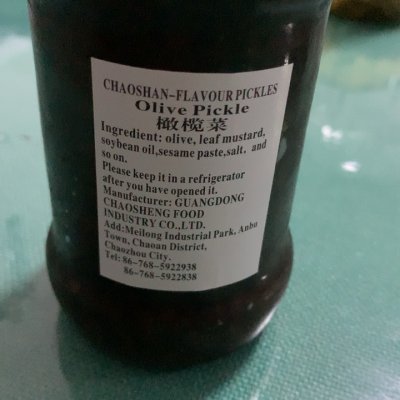 CHAOSHAN-FLAVOUR PICKLES
Olive Pickle
橄榄菜
Ingredient: olive, leaf mustard,
soybean oil,sesame paste,salt, and
so on.
Please keep it in a refrigerator
after you have opened it.
Manufacturer: GUANGDONG
CHAOSHENG FOOD
INDUSTRY CO.,LTD.
Add:Meilong Industrial Park, Anbu
Town, Chaoan District,
Chaozhou City.
Tel: 86-768-5922938
86-768-5922838